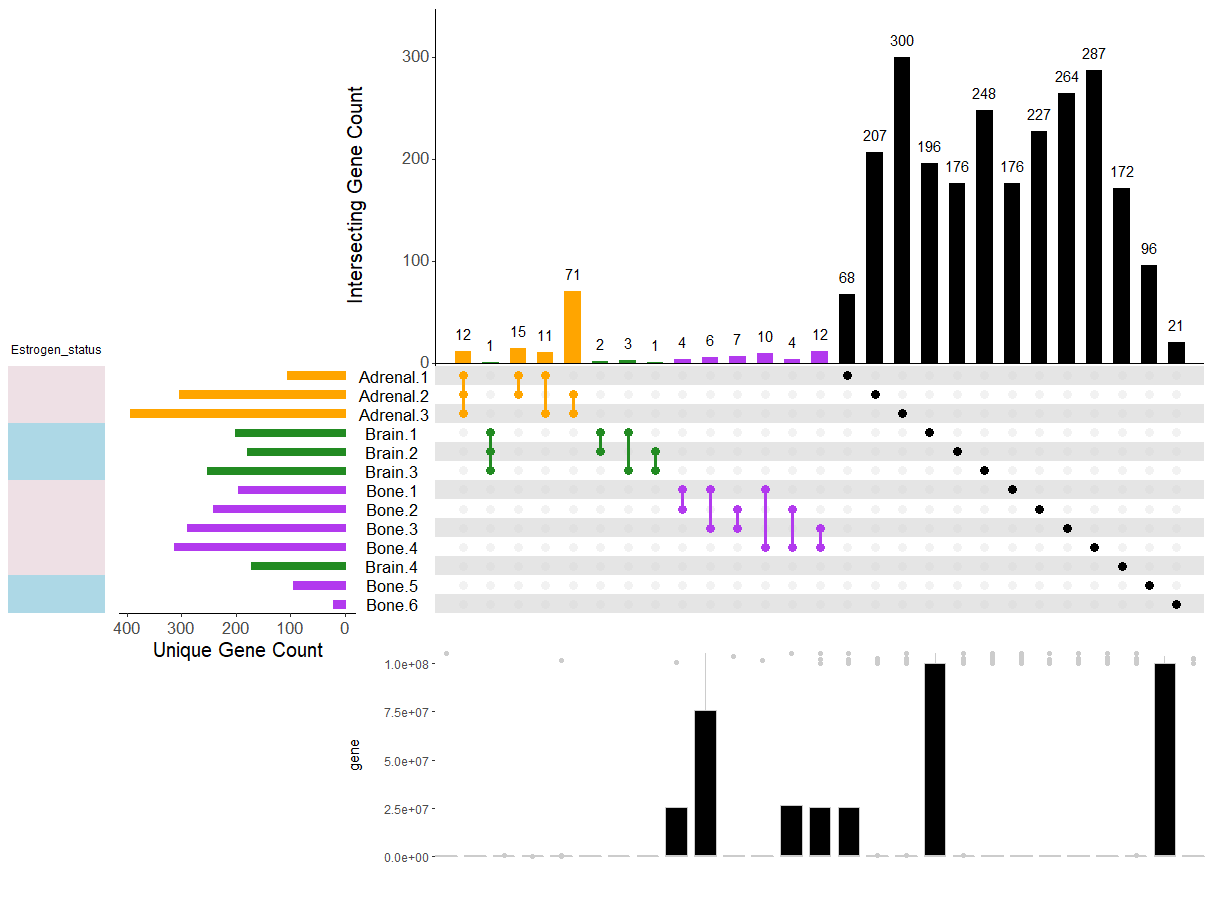 Intersecting Gene Count
300
200
100
0
12
1
15
11
71
2
3
1
4
6
7
10
4
12
68
207
300
196
176
248
176
227
264
287
172
96
21
Estrogen_status
Adrenal.1
Adrenal.2
Adrenal.3
Brain.1
Brain.2
Brain.3
Bone.1
Bone.2
Bone.3
Bone.4
Brain.4
Bone.5
Bone.6
400 300 200 100 0
Unique Gene Count
gene
1.0e+08
7.5e+07
5.0e+07
2.5e+07
0.0e+00